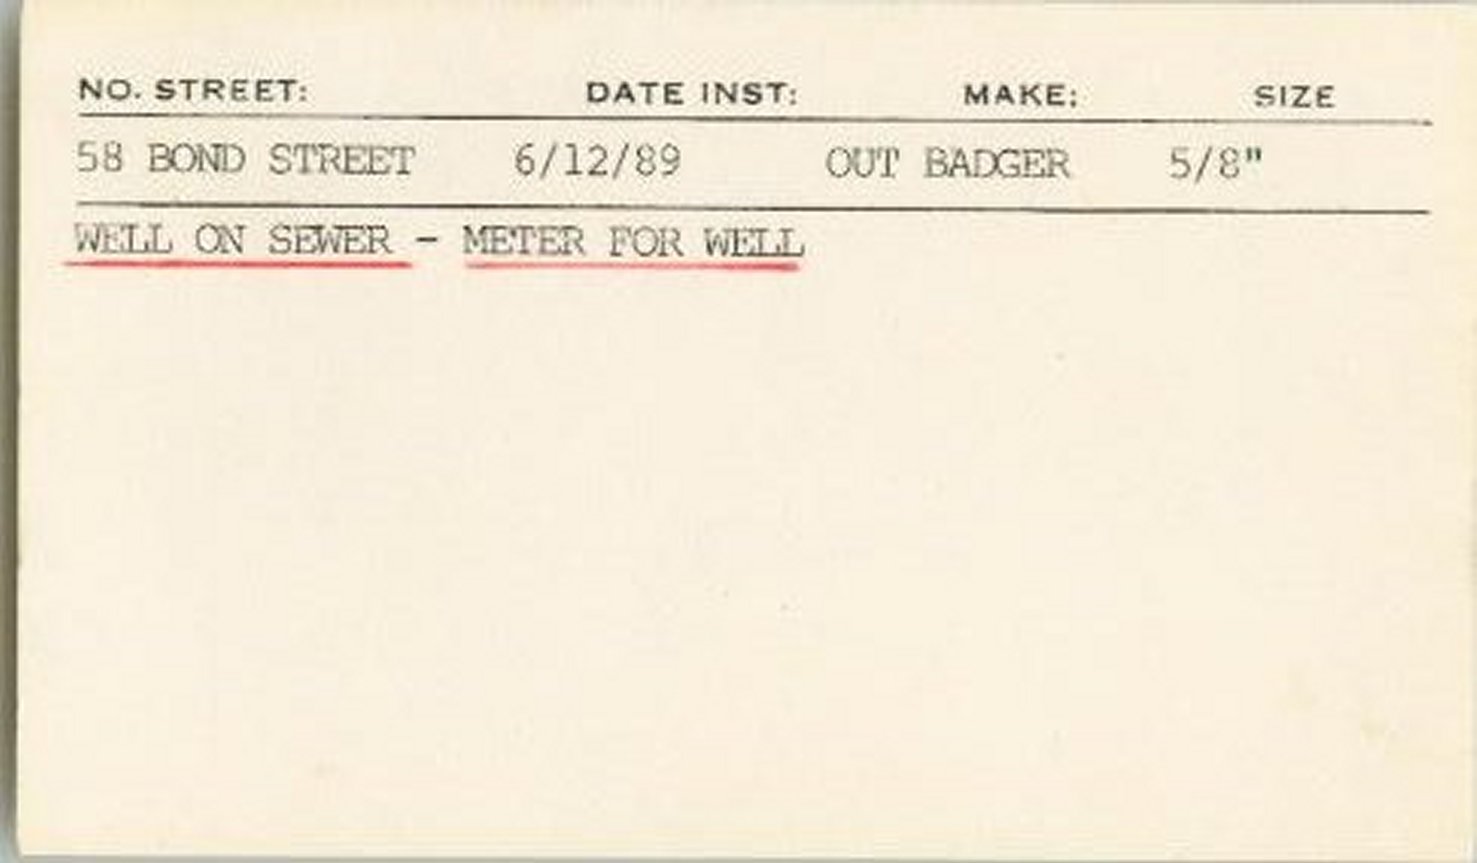 NO. STREET: DATE INST: MAKE: SIZE
58 BOND STREET 6/12/89 OUT BADGER 5/8"
WELL ON SEWER - METER FOR WELL